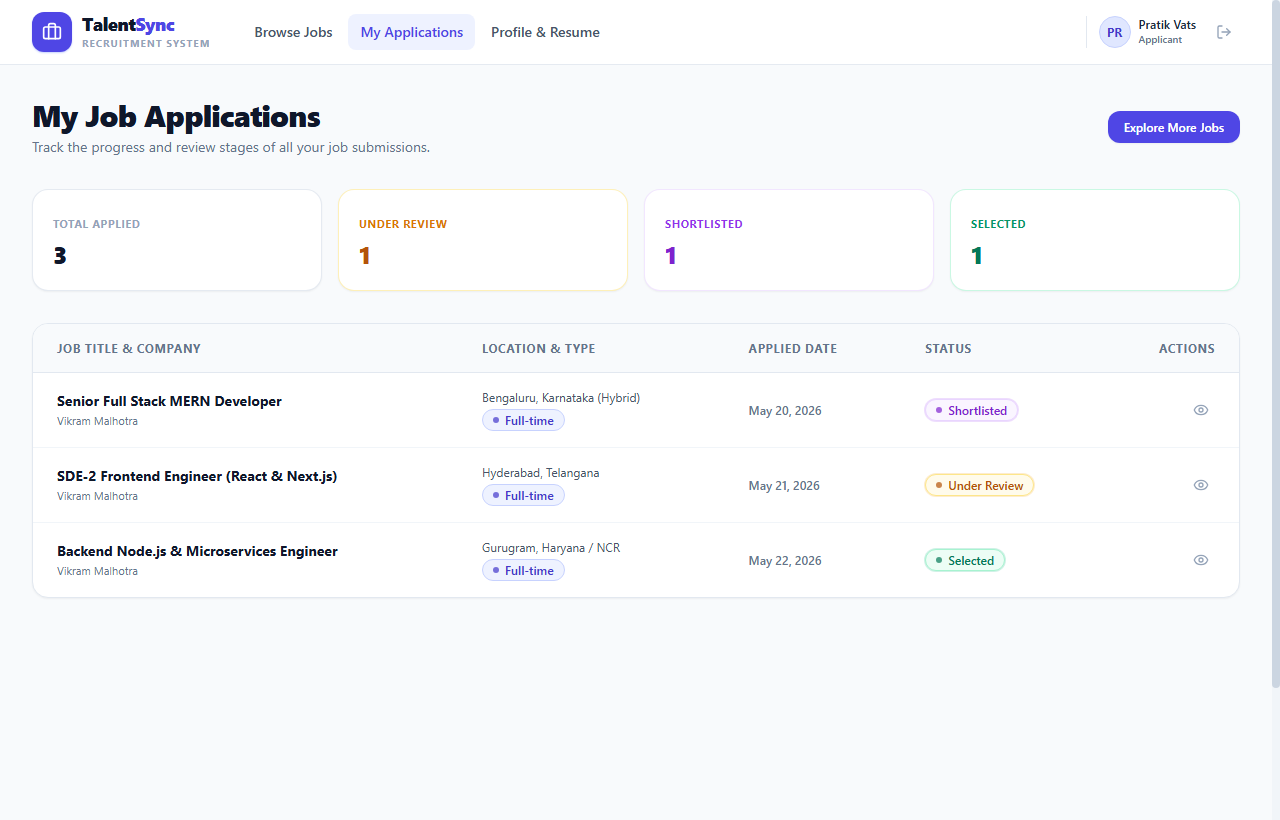 TalentSync
RECRUITMENT SYSTEM
Browse Jobs
My Applications
Profile & Resume
PR
Pratik Vats
Applicant
My Job Applications
Track the progress and review stages of all your job submissions.
Explore More Jobs
TOTAL APPLIED
3
UNDER REVIEW
1
SHORTLISTED
1
SELECTED
1
JOB TITLE & COMPANY
LOCATION & TYPE
APPLIED DATE
STATUS
ACTIONS
Senior Full Stack MERN Developer
Vikram Malhotra
Bengaluru, Karnataka (Hybrid)
Full-time
May 20, 2026
Shortlisted
SDE-2 Frontend Engineer (React & Next.js)
Vikram Malhotra
Hyderabad, Telangana
Full-time
May 21, 2026
Under Review
Backend Node.js & Microservices Engineer
Vikram Malhotra
Gurugram, Haryana / NCR
Full-time
May 22, 2026
Selected